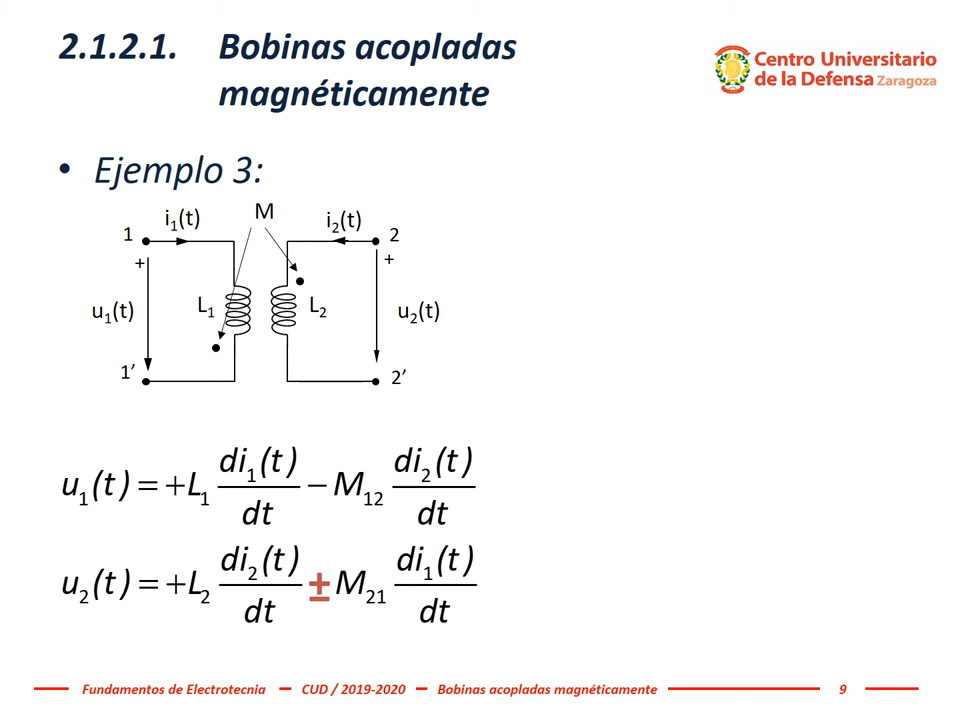 2.1.2.1. Bobinas acopladas
magnéticamente
Centro Universitario
de la Defensa Zaragoza
• Ejemplo 3:
i₁(t) M i₂(t)
1 2
+ +
u₁(t) L₁ L₂ u₂(t)
1’ 2’
u₁(t) = +L₁ di₁(t)/dt − M₁₂ di₂(t)/dt
u₂(t) = +L₂ di₂(t)/dt ± M₂₁ di₁(t)/dt
Fundamentos de Electrotecnia CUD / 2019-2020 Bobinas acopladas magnéticamente 9